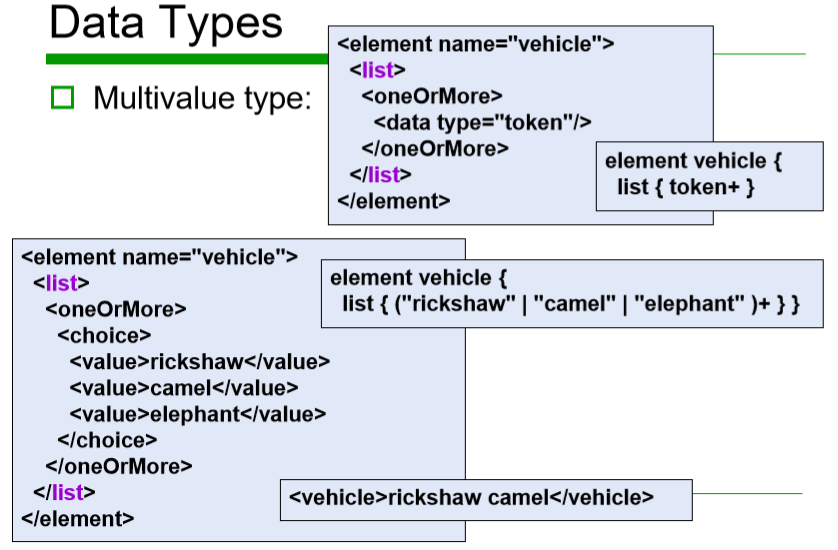 Data Types
Multivalue type:
<element name="vehicle">
<list>
<oneOrMore>
<data type="token"/>
</oneOrMore>
</list>
</element>
element vehicle {
list { token+ }
<element name="vehicle">
<list>
<oneOrMore>
<choice>
<value>rickshaw</value>
<value>camel</value>
<value>elephant</value>
</choice>
</oneOrMore>
</list>
</element>
element vehicle {
list { ("rickshaw" | "camel" | "elephant" )+ } }
<vehicle>rickshaw camel</vehicle>